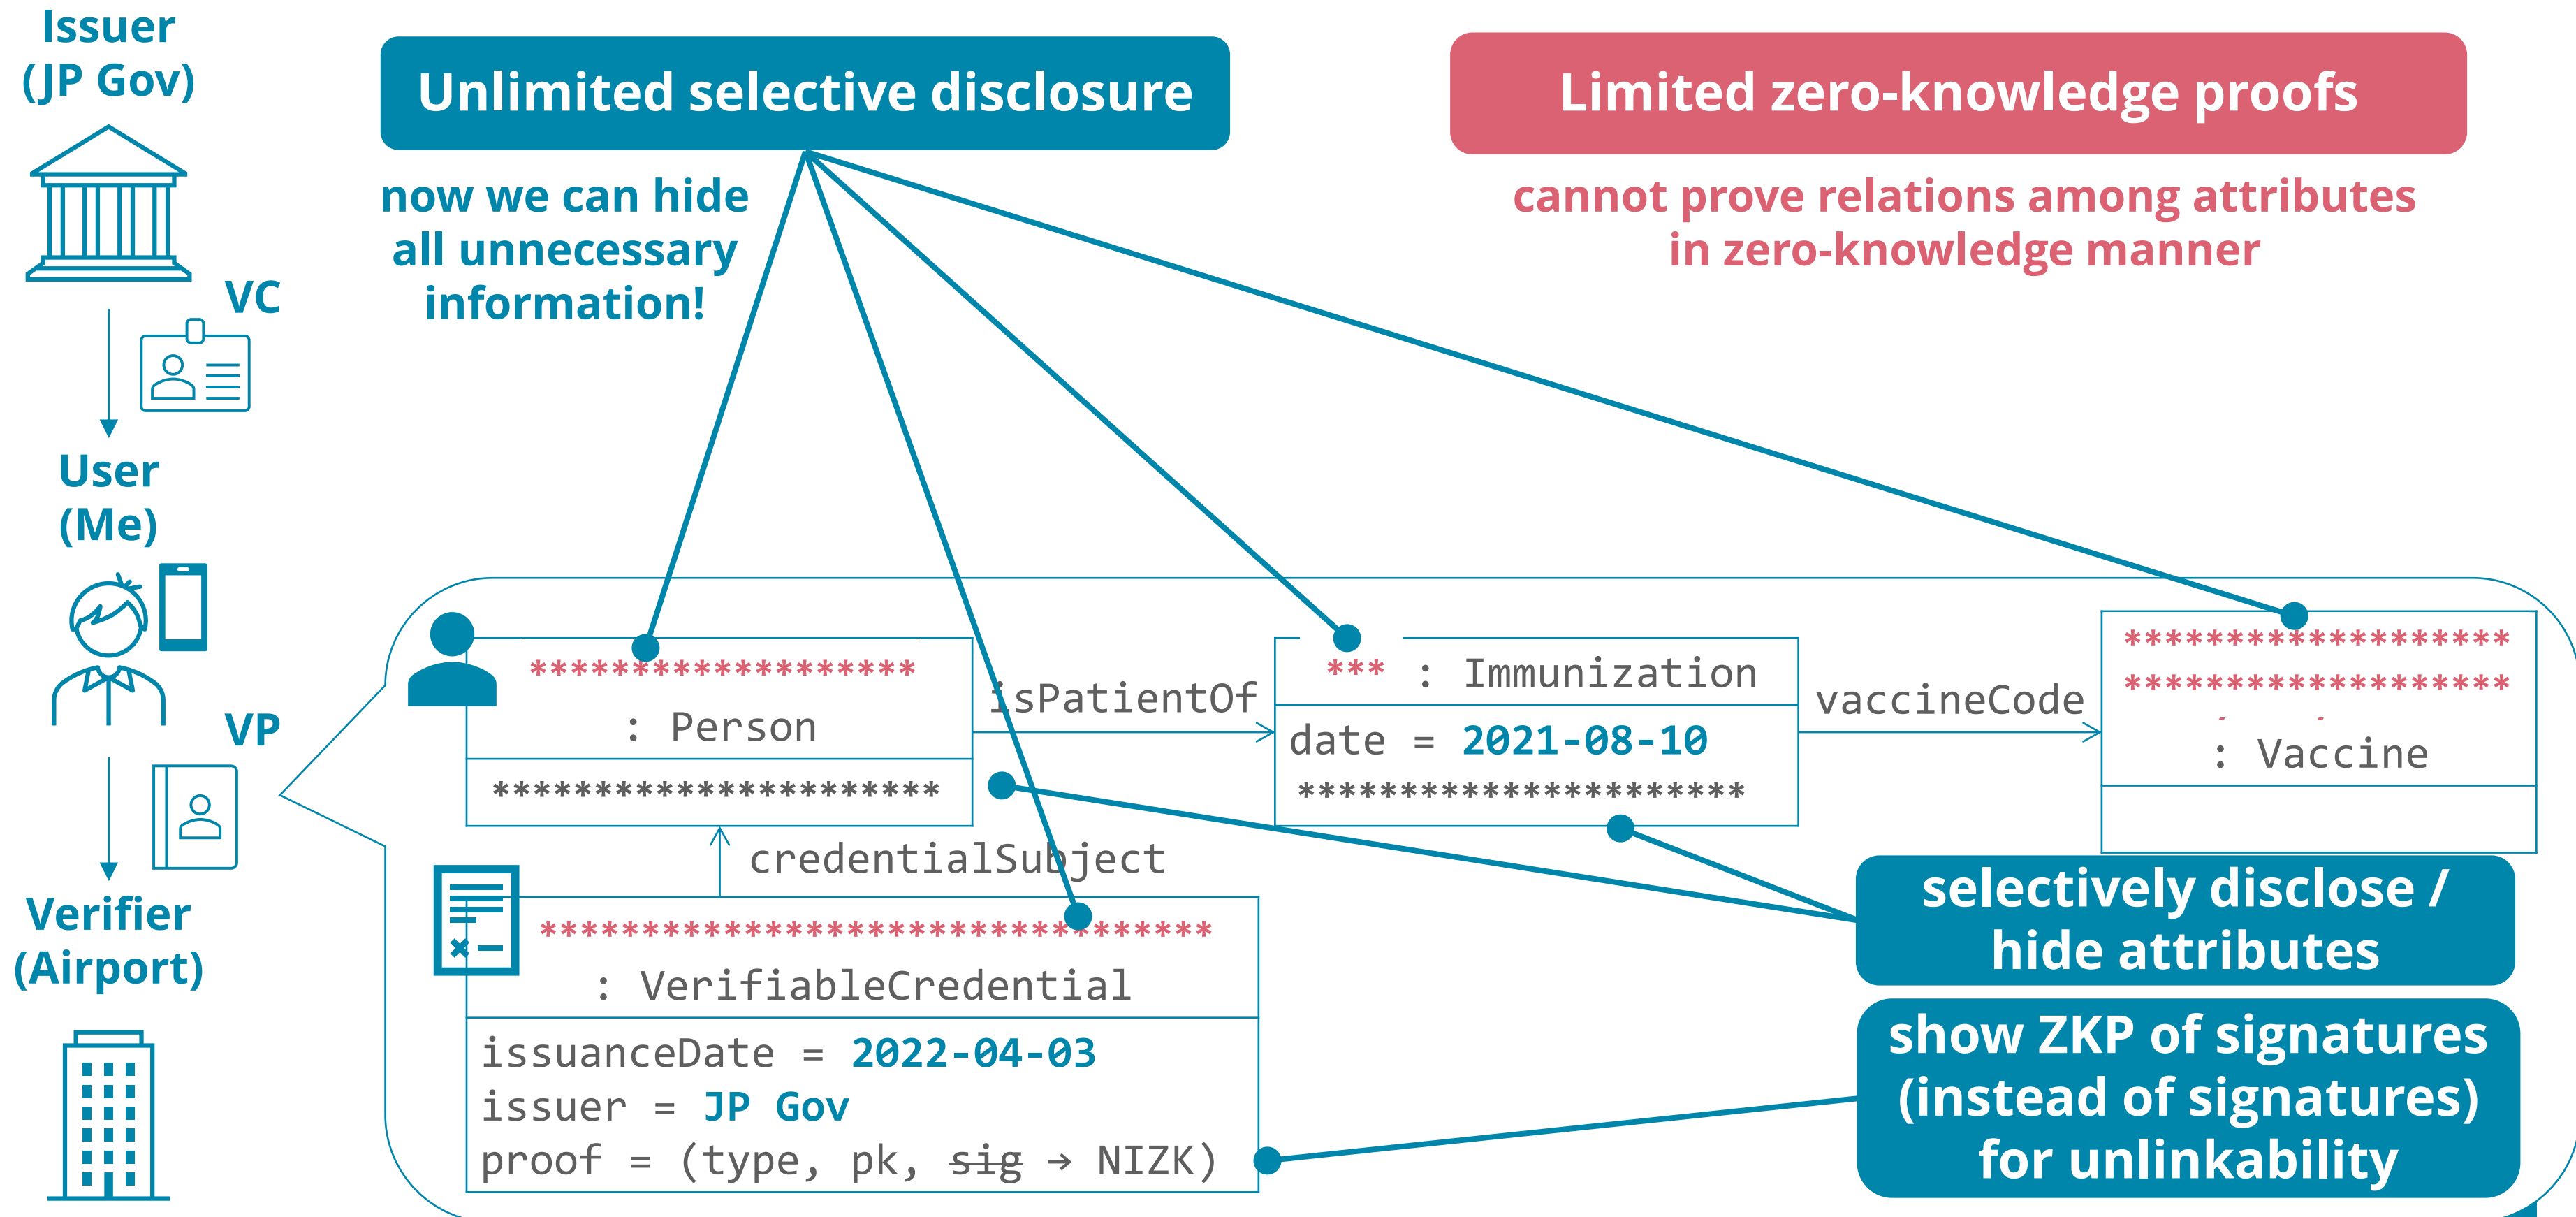 Issuer
(JP Gov)
VC
User
(Me)
VP
Verifier
(Airport)
Unlimited selective disclosure
now we can hide
all unnecessary
information!
Limited zero-knowledge proofs
cannot prove relations among attributes
in zero-knowledge manner
*******************
: Person
**********************
isPatientOf
*** : Immunization
date = 2021-08-10
**********************
vaccineCode
*******************
*******************
: Vaccine
credentialSubject
*********************************
: VerifiableCredential
issuanceDate = 2022-04-03
issuer = JP Gov
proof = (type, pk, sig → NIZK)
selectively disclose /
hide attributes
show ZKP of signatures
(instead of signatures)
for unlinkability